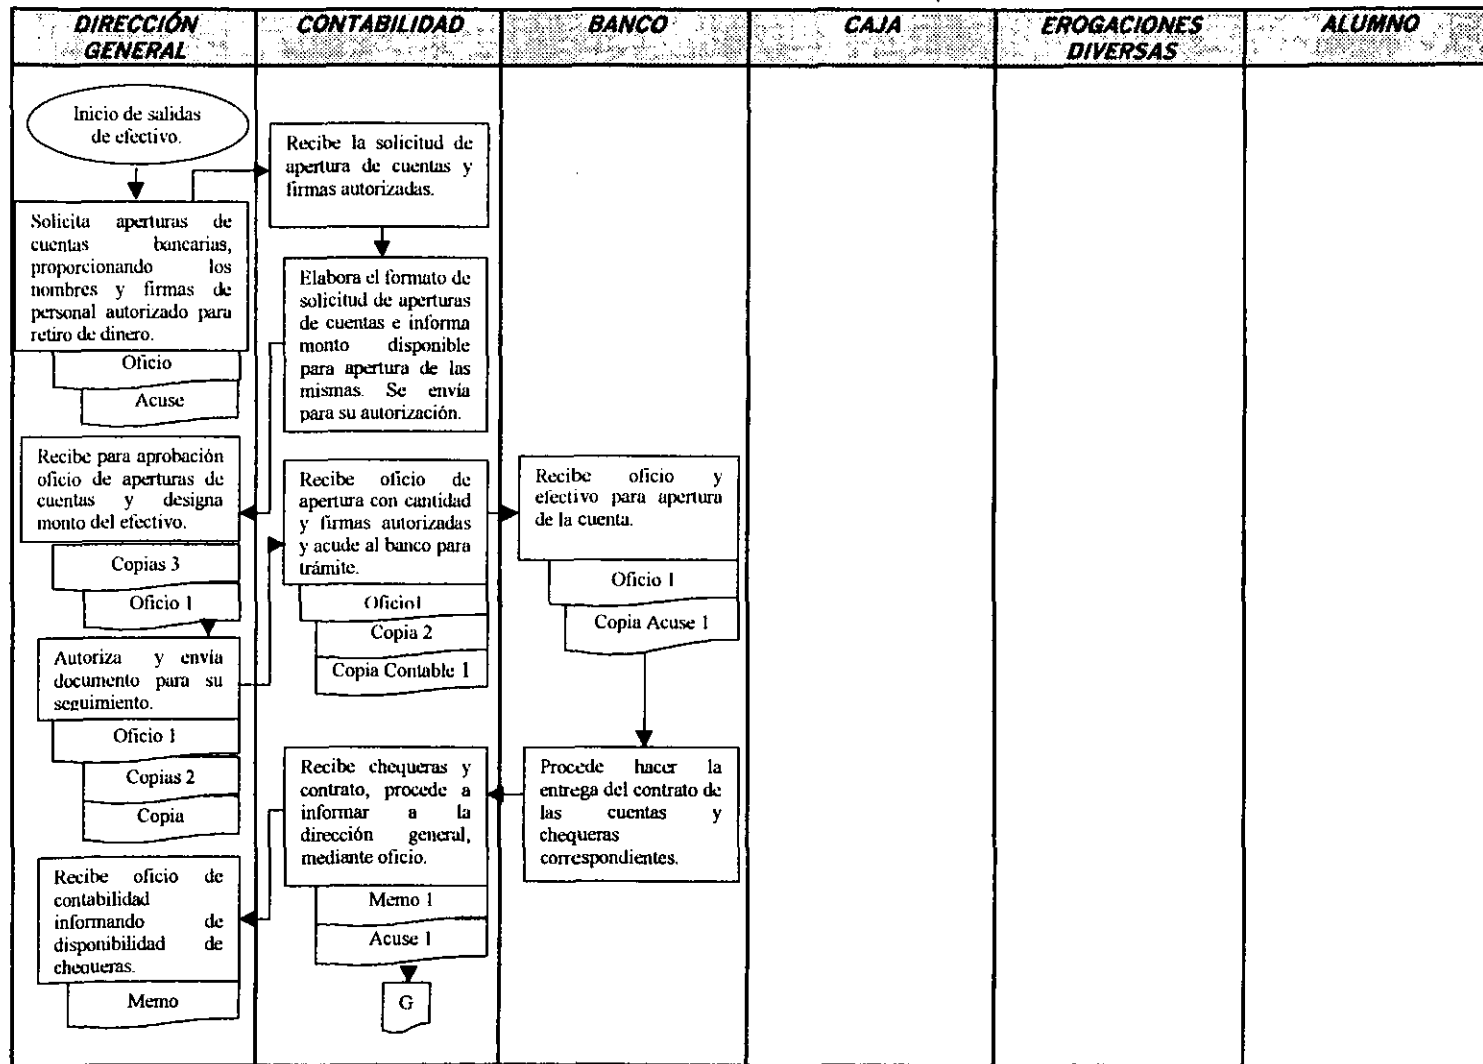 DIRECCIÓN
GENERAL
CONTABILIDAD
BANCO
CAJA
EROGACIONES
DIVERSAS
ALUMNO
Inicio de salidas
de efectivo.
Solicita aperturas de
cuentas bancarias,
proporcionando los
nombres y firmas de
personal autorizado para
retiro de dinero.
Oficio
Acuse
Recibe para aprobación
oficio de aperturas de
cuentas y designa
monto del efectivo.
Copias 3
Oficio 1
Autoriza y envía
documento para su
seguimiento.
Oficio 1
Copias 2
Copia
Recibe oficio de
contabilidad
informando de
disponibilidad de
chequeras.
Memo
Recibe la solicitud de
apertura de cuentas y
firmas autorizadas.
Elabora el formato de
solicitud de aperturas
de cuentas e informa
monto disponible
para apertura de las
mismas. Se envía
para su autorización.
Recibe oficio de
apertura con cantidad
y firmas autorizadas
y acude al banco para
trámite.
Oficio1
Copia 2
Copia Contable 1
Recibe chequeras y
contrato, procede a
informar a la
dirección general,
mediante oficio.
Memo 1
Acuse 1
G
Recibe oficio y
efectivo para apertura
de la cuenta.
Oficio 1
Copia Acuse 1
Procede hacer la
entrega del contrato de
las cuentas y
chequeras
correspondientes.